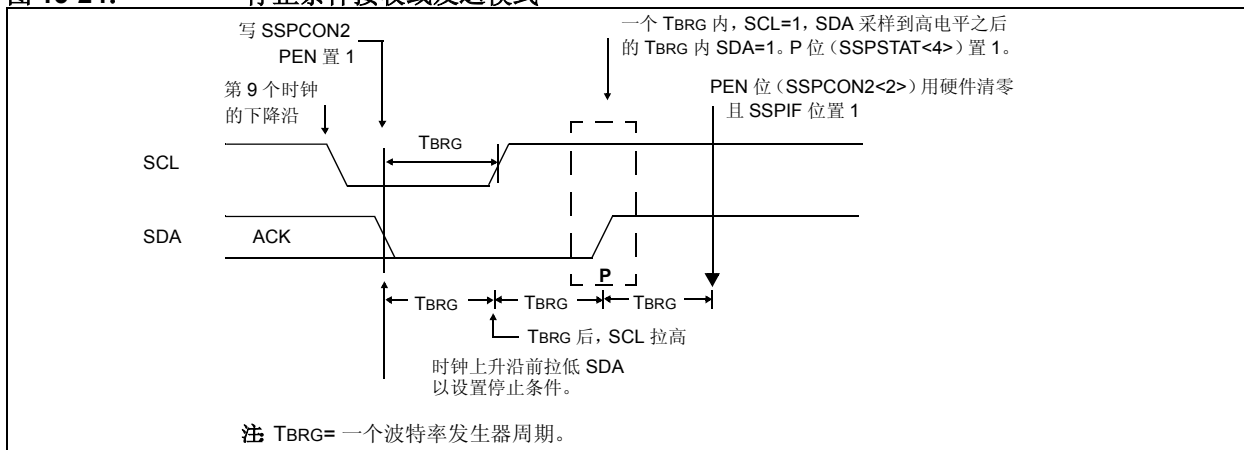 写 SSPCON2
PEN 置 1
一个 TBRG 内，SCL=1，SDA 采样到高电平之后
的 TBRG 内 SDA=1。P 位（SSPSTAT<4>）置 1。
第 9 个时钟
的下降沿
PEN 位（SSPCON2<2>）用硬件清零
且 SSPIF 位置 1
TBRG
SCL
SDA
ACK
P
TBRG
TBRG
TBRG
TBRG 后，SCL 拉高
时钟上升沿前拉低 SDA
以设置停止条件。
注: TBRG= 一个波特率发生器周期。